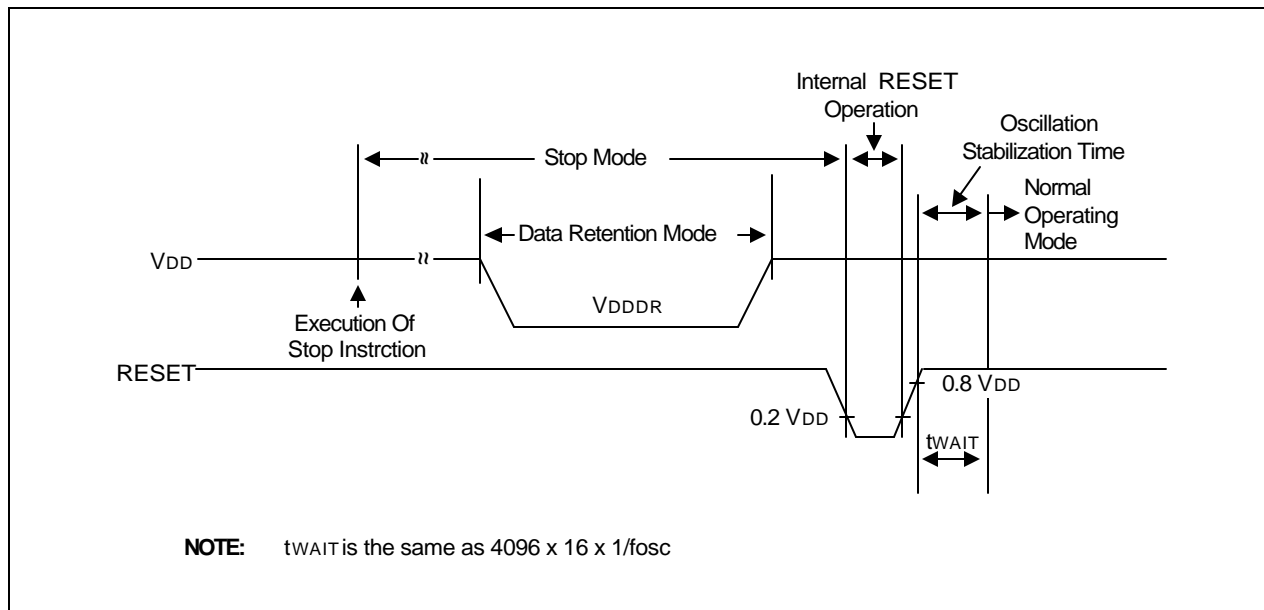 Internal RESET
Operation
Oscillation
Stabilization Time
Stop Mode
Normal
Operating
Mode
Data Retention Mode
VDD
VDDDR
Execution Of
Stop Instrction
RESET
0.8 VDD
0.2 VDD
tWAIT
NOTE: tWAIT is the same as 4096 x 16 x 1/fosc